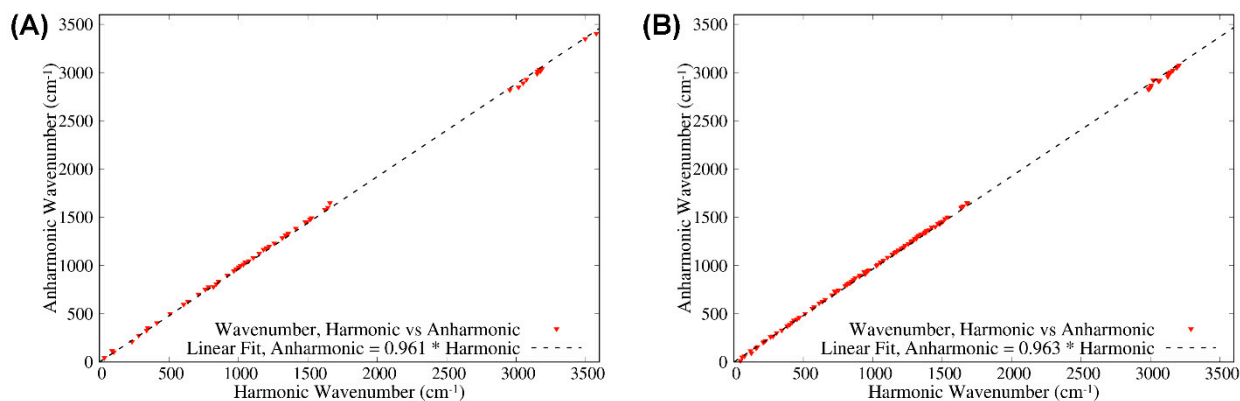 (A)
Anharmonic Wavenumber (cm⁻¹)
3500
3000
2500
2000
1500
1000
500
0
Wavenumber, Harmonic vs Anharmonic
Linear Fit, Anharmonic = 0.961 * Harmonic
0 500 1000 1500 2000 2500 3000 3500
Harmonic Wavenumber (cm⁻¹)
(B)
Anharmonic Wavenumber (cm⁻¹)
3500
3000
2500
2000
1500
1000
500
0
Wavenumber, Harmonic vs Anharmonic
Linear Fit, Anharmonic = 0.963 * Harmonic
0 500 1000 1500 2000 2500 3000 3500
Harmonic Wavenumber (cm⁻¹)